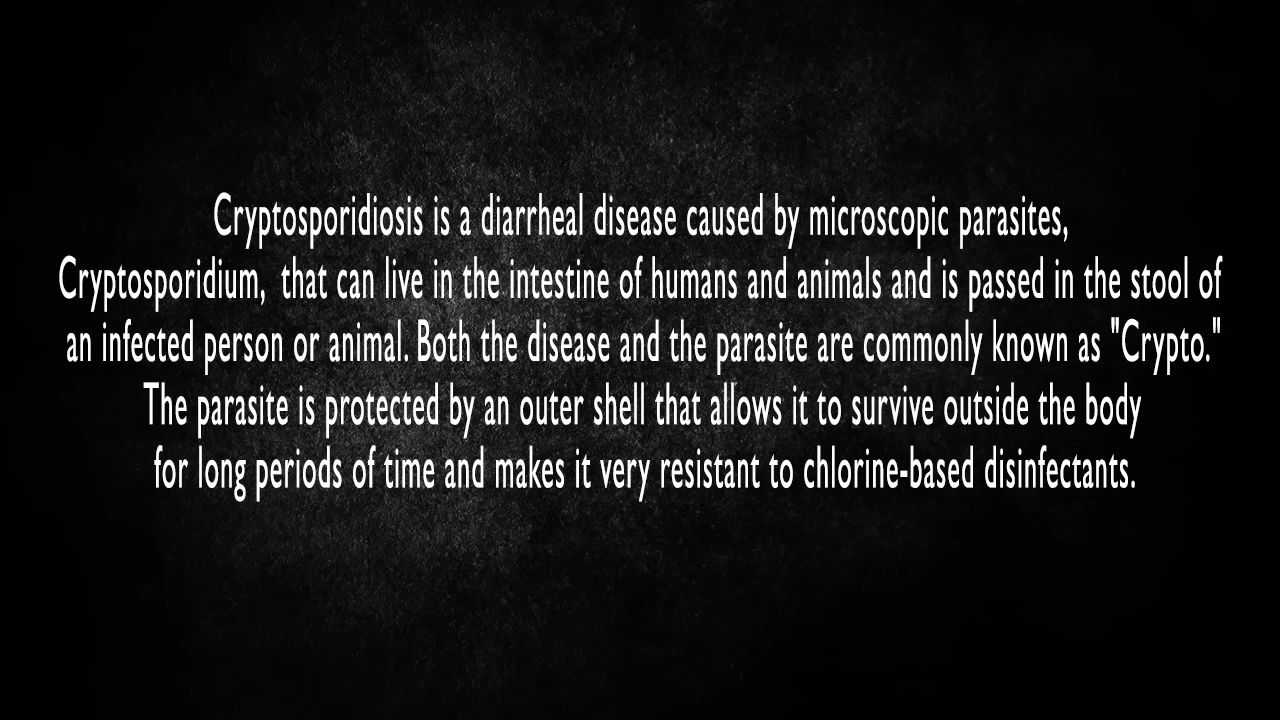 Cryptosporidiosis is a diarrheal disease caused by microscopic parasites,
Cryptosporidium,  that can live in the intestine of humans and animals and is passed in the stool of
an infected person or animal. Both the disease and the parasite are commonly known as "Crypto."
The parasite is protected by an outer shell that allows it to survive outside the body
for long periods of time and makes it very resistant to chlorine-based disinfectants.